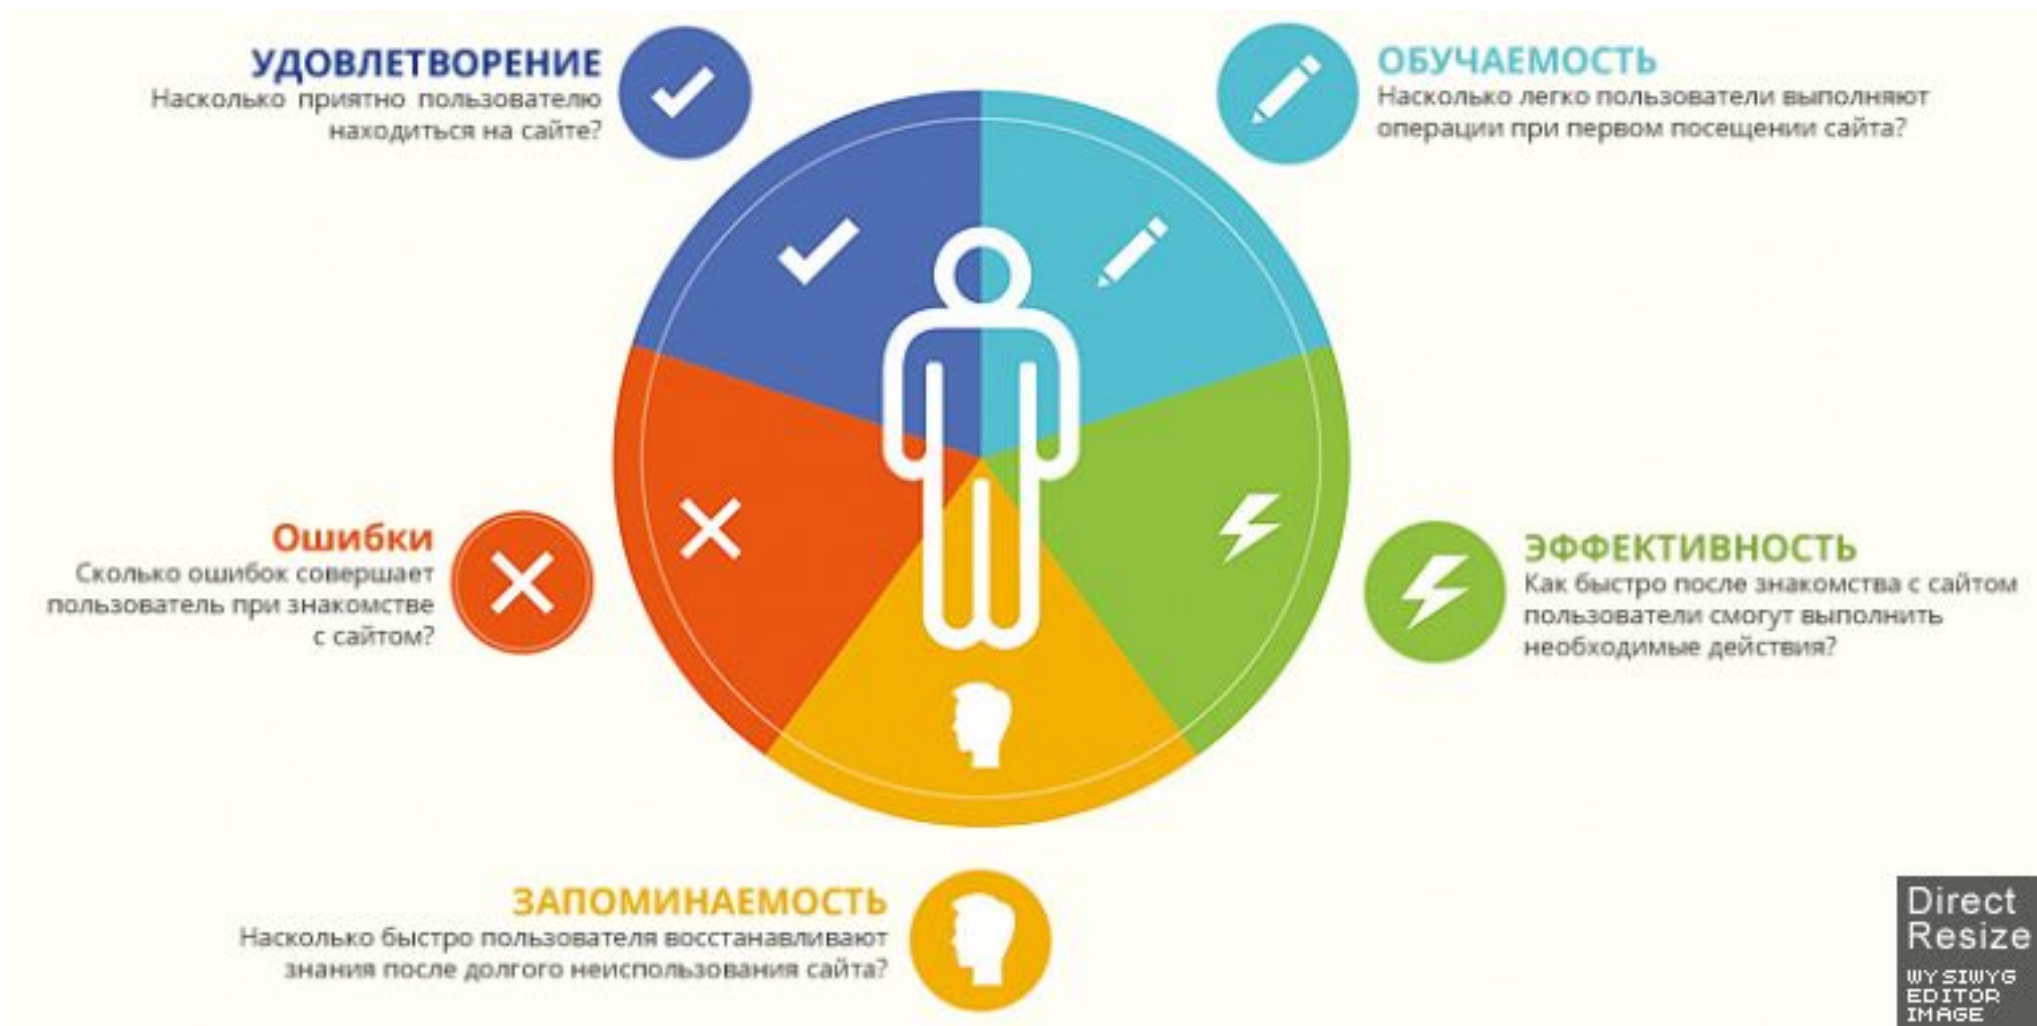 УДОВЛЕТВОРЕНИЕ
Насколько приятно пользователю
находиться на сайте?
ОБУЧАЕМОСТЬ
Насколько легко пользователи выполняют
операции при первом посещении сайта?
Ошибки
Сколько ошибок совершает
пользователь при знакомстве
с сайтом?
ЭФФЕКТИВНОСТЬ
Как быстро после знакомства с сайтом
пользователи смогут выполнить
необходимые действия?
ЗАПОМИНАЕМОСТЬ
Насколько быстро пользователя восстанавливают
знания после долгого неиспользования сайта?
Direct
Resize
WYSIWYG
EDITOR
IMAGE